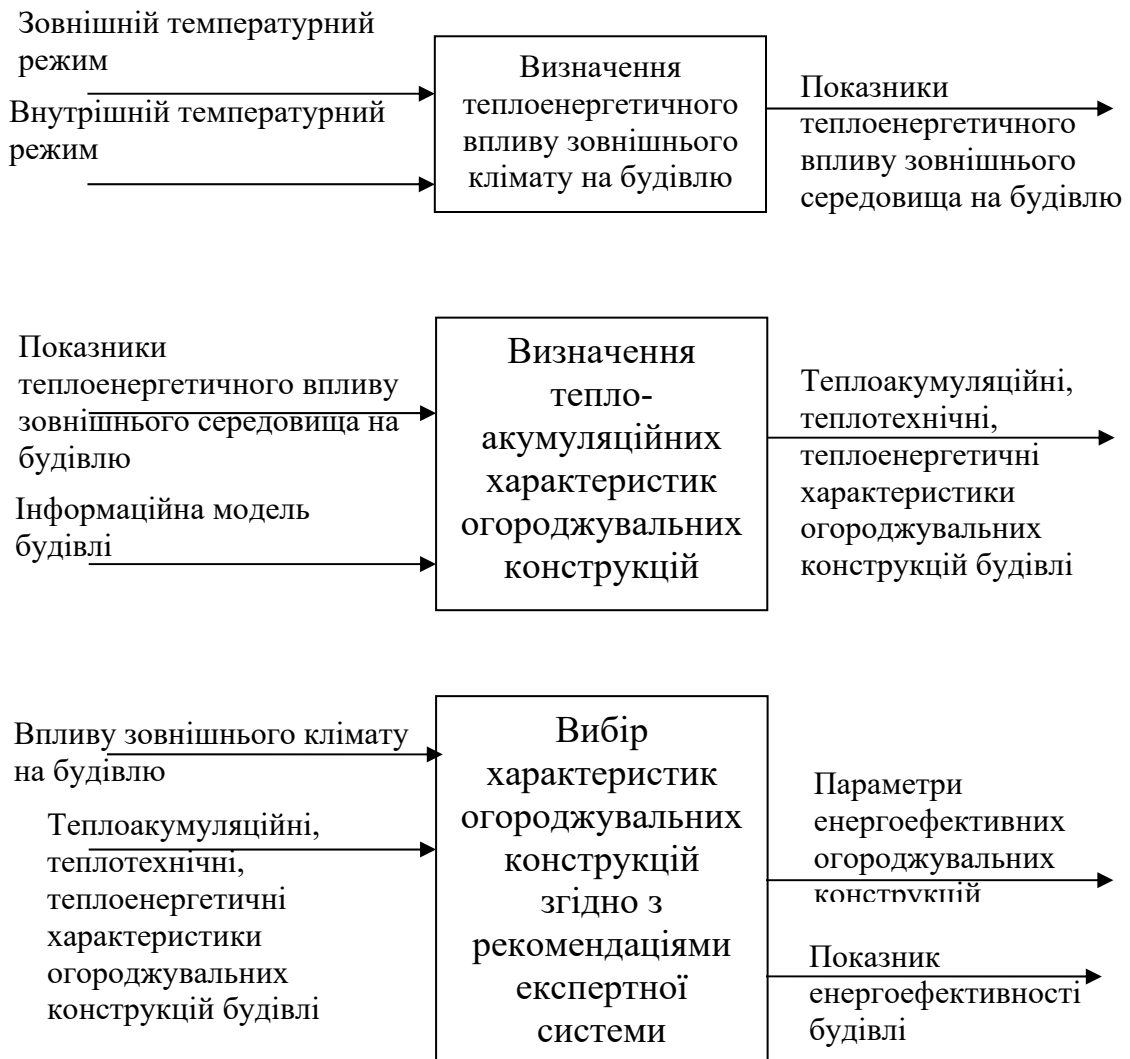 Зовнішній температурний
режим
Внутрішній температурний
режим
Визначення
теплоенергетичного
впливу зовнішнього
клімату на будівлю
Показники
теплоенергетичного
впливу зовнішнього
середовища на будівлю
Показники
теплоенергетичного впливу
зовнішнього середовища на
будівлю
Інформаційна модель
будівлі
Визначення
тепло-
акумуляційних
характеристик
огороджувальних
конструкцій
Теплоакумуляційні,
теплотехнічні,
теплоенергетичні
характеристики
огороджувальних
конструкцій будівлі
Впливу зовнішнього клімату
на будівлю
Теплоакумуляційні,
теплотехнічні,
теплоенергетичні
характеристики
огороджувальних
конструкцій будівлі
Вибір
характеристик
огороджувальних
конструкцій
згідно з
рекомендаціями
експертної
системи
Параметри
енергоефективних
огороджувальних
конструкцій
Показник
енергоефективності
будівлі